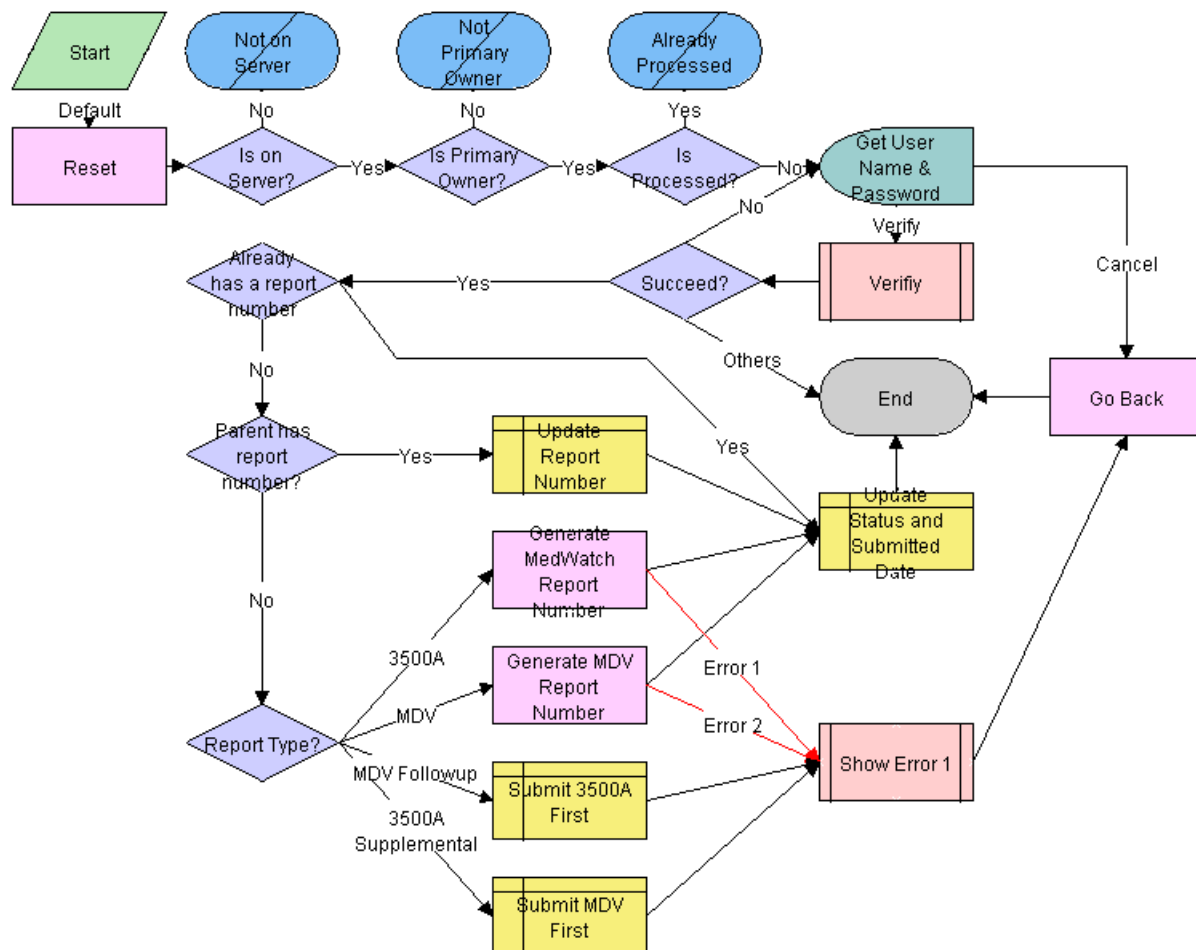 Start
Not on
Server
Not
Primary
Owner
Already
Processed
Default
No
No
Yes
Reset
Is on
Server?
Yes
Is Primary
Owner?
Yes
Is
Processed?
No
Get User
Name &
Password
No
Verify
Cancel
Already
has a report
number
Yes
Succeed?
Verifiy
Others
No
End
Go Back
Parent has
report
number?
Yes
Update
Report
Number
Yes
Update
Status and
Submitted
Date
Generate
MedWatch
Report
Number
No
3500A
Generate MDV
Report
Number
Error 1
MDV
Error 2
Report Type?
Show Error 1
MDV Followup
Submit 3500A
First
3500A
Supplemental
Submit MDV
First